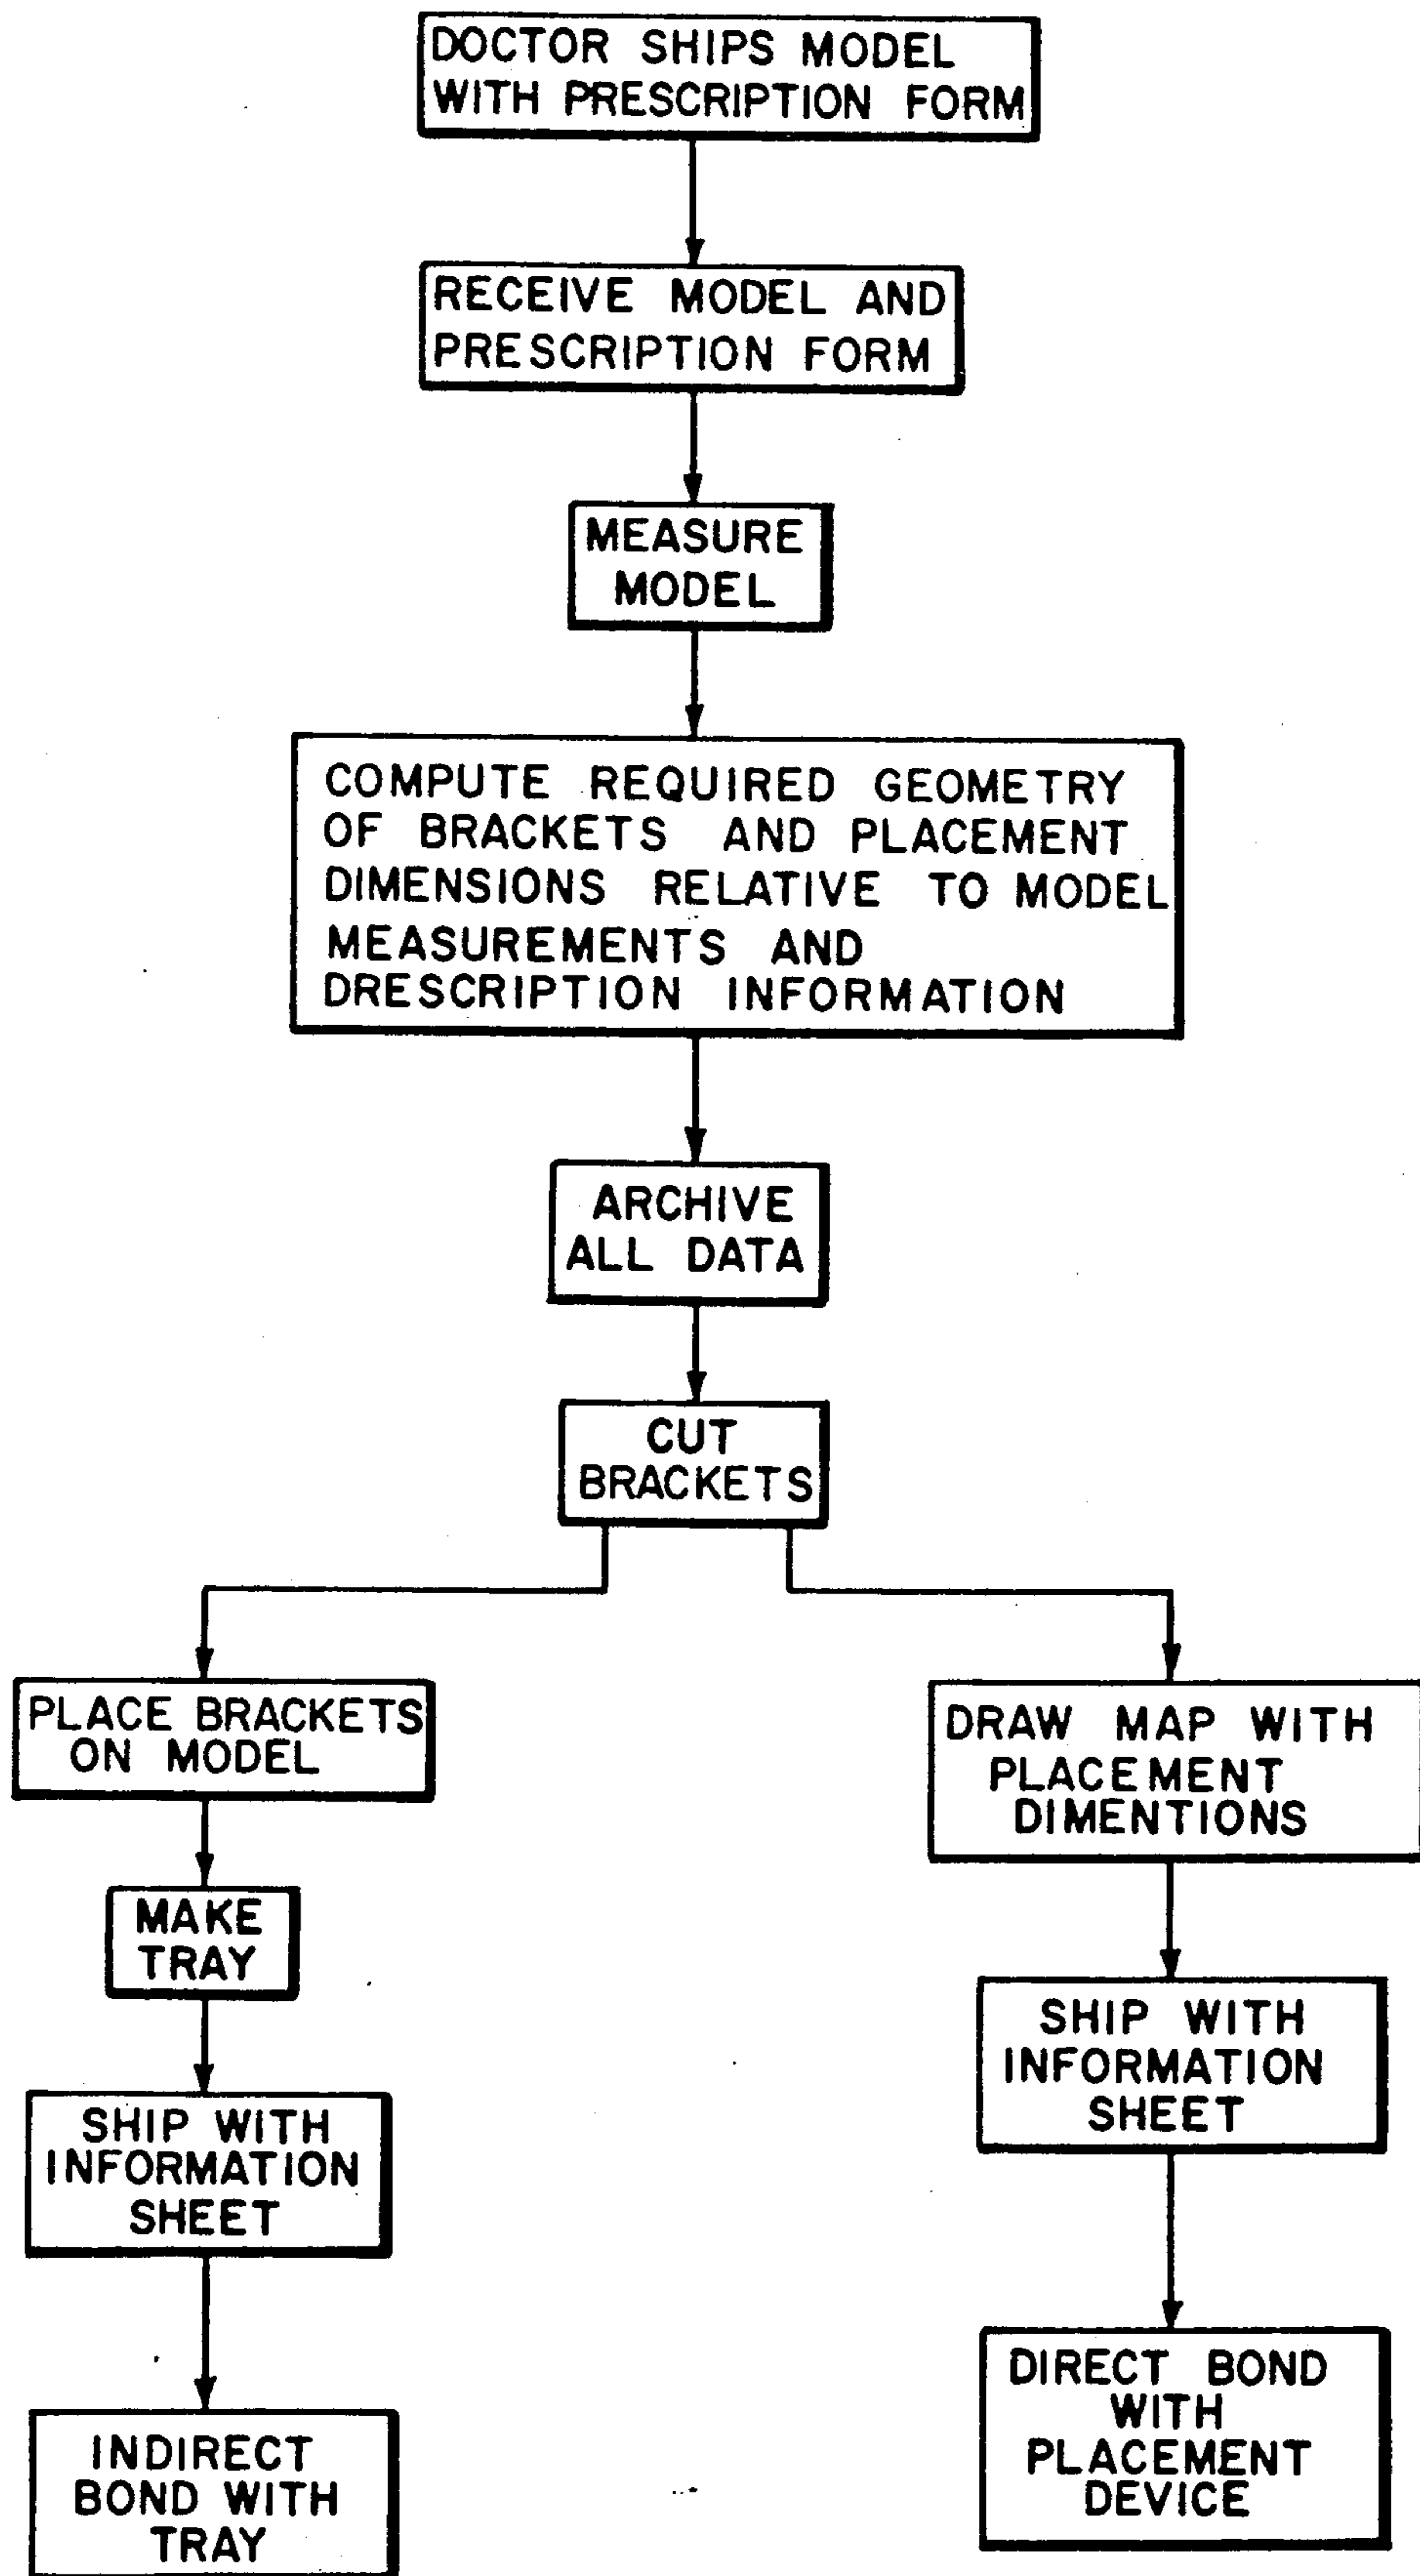 DOCTOR SHIPS MODEL
WITH PRESCRIPTION FORM
RECEIVE MODEL AND
PRESCRIPTION FORM
MEASURE
MODEL
COMPUTE REQUIRED GEOMETRY
OF BRACKETS AND PLACEMENT
DIMENSIONS RELATIVE TO MODEL
MEASUREMENTS AND
DRESCRIPTION INFORMATION
ARCHIVE
ALL DATA
CUT
BRACKETS
PLACE BRACKETS
ON MODEL
MAKE
TRAY
SHIP WITH
INFORMATION
SHEET
INDIRECT
BOND WITH
TRAY
DRAW MAP WITH
PLACEMENT
DIMENTIONS
SHIP WITH
INFORMATION
SHEET
DIRECT BOND
WITH
PLACEMENT
DEVICE